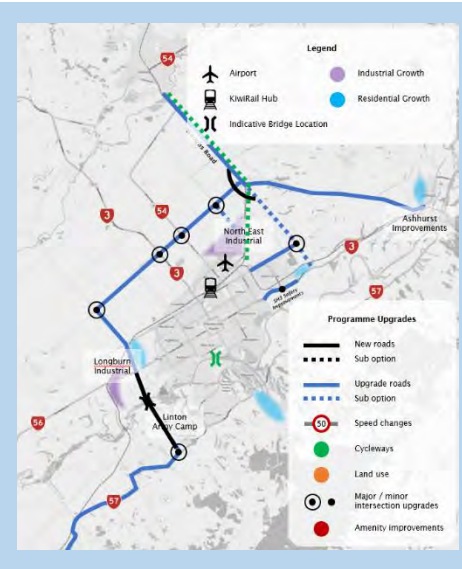 Legend
Airport
Industrial Growth
KiwiRail Hub
Residential Growth
Indicative Bridge Location
54
Road
3
54
3
North East
Industrial
Ashhurst
Improvements
3
57
Longburn
Industrial
Linton
Army Camp
56
57
Programme Upgrades
New roads
Sub option
Upgrade roads
Sub option
50
Speed changes
Cycleways
Land use
Major / minor
intersection upgrades
Amenity improvements